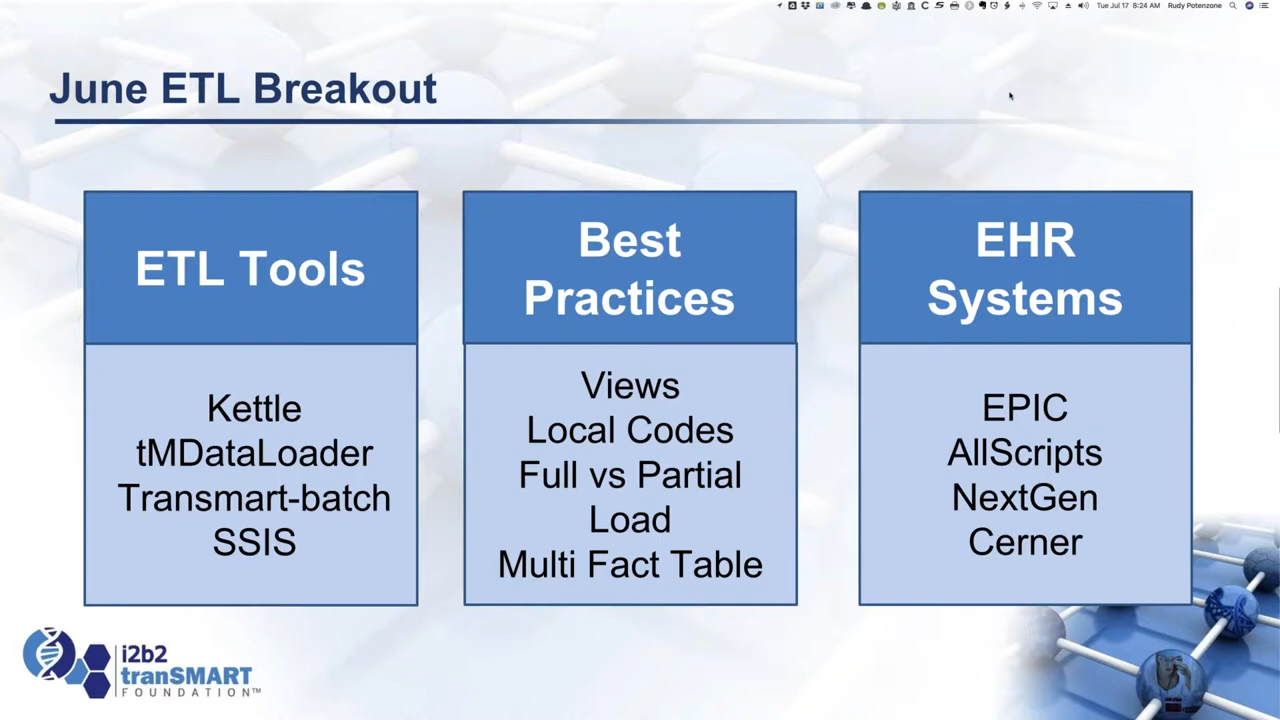 Tue Jul 17 8:24 AM Rudy Potenzone
June ETL Breakout
ETL Tools
Kettle
tMDataLoader
Transmart-batch
SSIS
Best
Practices
Views
Local Codes
Full vs Partial
Load
Multi Fact Table
EHR
Systems
EPIC
AllScripts
NextGen
Cerner
i2b2
tranSMART
FOUNDATION™